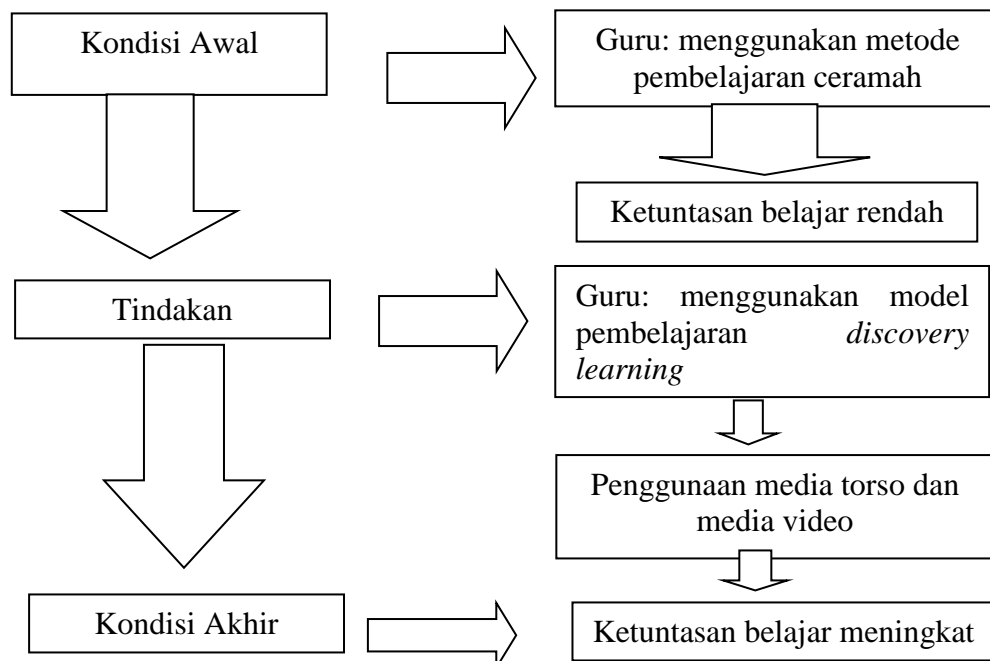 Kondisi Awal
Guru: menggunakan metode
pembelajaran ceramah
Ketuntasan belajar rendah
Tindakan
Guru: menggunakan model
pembelajaran discovery
learning
Penggunaan media torso dan
media video
Kondisi Akhir
Ketuntasan belajar meningkat